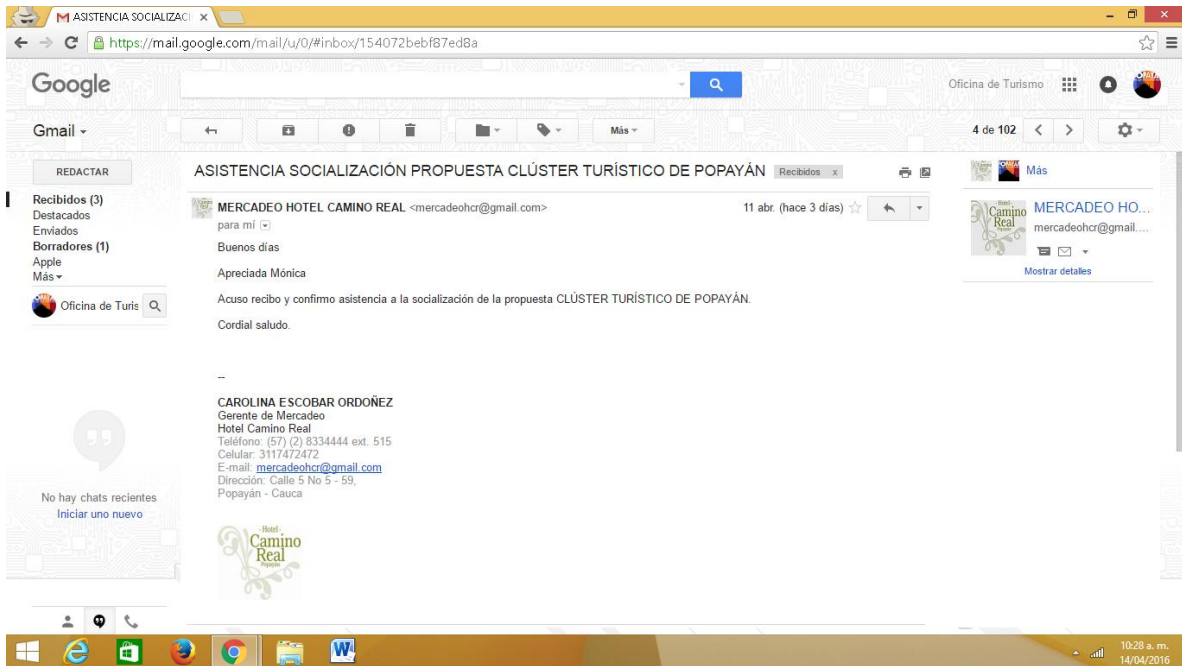 M ASISTENCIA SOCIALIZACI
https://mail.google.com/mail/u/0/#inbox/154072bebf87ed8a
Google
Oficina de Turismo
Gmail
Más
4 de 102
REDACTAR
ASISTENCIA SOCIALIZACIÓN PROPUESTA CLÚSTER TURÍSTICO DE POPAYÁN Recibidos x
Más
Recibidos (3)
Destacados
Enviados
Borradores (1)
Apple
Más
Oficina de Turis
MERCADEO HOTEL CAMINO REAL <mercadeohcr@gmail.com>
11 abr. (hace 3 días)
para mí
Buenos días
Apreciada Mónica
Acuso recibo y confirmo asistencia a la socialización de la propuesta CLÚSTER TURÍSTICO DE POPAYÁN.
Cordial saludo.
--
CAROLINA ESCOBAR ORDOÑEZ
Gerente de Mercadeo
Hotel Camino Real
Teléfono: (57) (2) 8334444 ext. 515
Celular: 3117472472
E-mail: mercadeohcr@gmail.com
Dirección: Calle 5 No 5 - 59,
Popayán - Cauca
Hotel
Camino
Real
Popayán
Hotel
Camino
Real
Popayán
MERCADEO HO...
mercadeohcr@gmail....
Mostrar detalles
No hay chats recientes
Iniciar uno nuevo
10:28 a. m.
14/04/2016